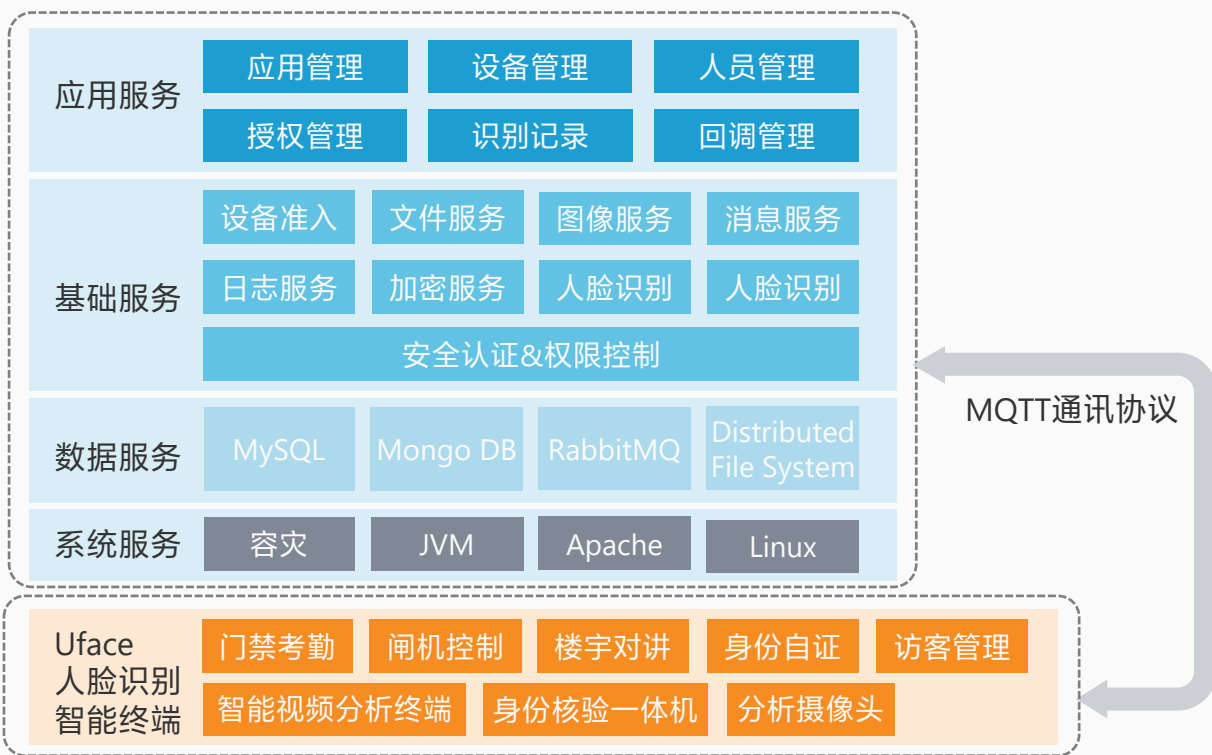 应用服务
应用管理
设备管理
人员管理
授权管理
识别记录
回调管理
基础服务
设备准入
文件服务
图像服务
消息服务
日志服务
加密服务
人脸识别
人脸识别
安全认证&权限控制
MQTT通讯协议
数据服务
MySQL
Mongo DB
RabbitMQ
Distributed
File System
系统服务
容灾
JVM
Apache
Linux
Uface
人脸识别
智能终端
门禁考勤
闸机控制
楼宇对讲
身份自证
访客管理
智能视频分析终端
身份核验一体机
分析摄像头